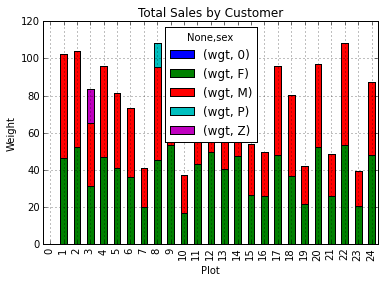 Total Sales by Customer
120
100
80
60
40
20
0
Weight
None,sex
(wgt, 0)
(wgt, F)
(wgt, M)
(wgt, P)
(wgt, Z)
0 1 2 3 4 5 6 7 8 9 10 11 12 13 14 15 16 17 18 19 20 21 22 23 24
Plot